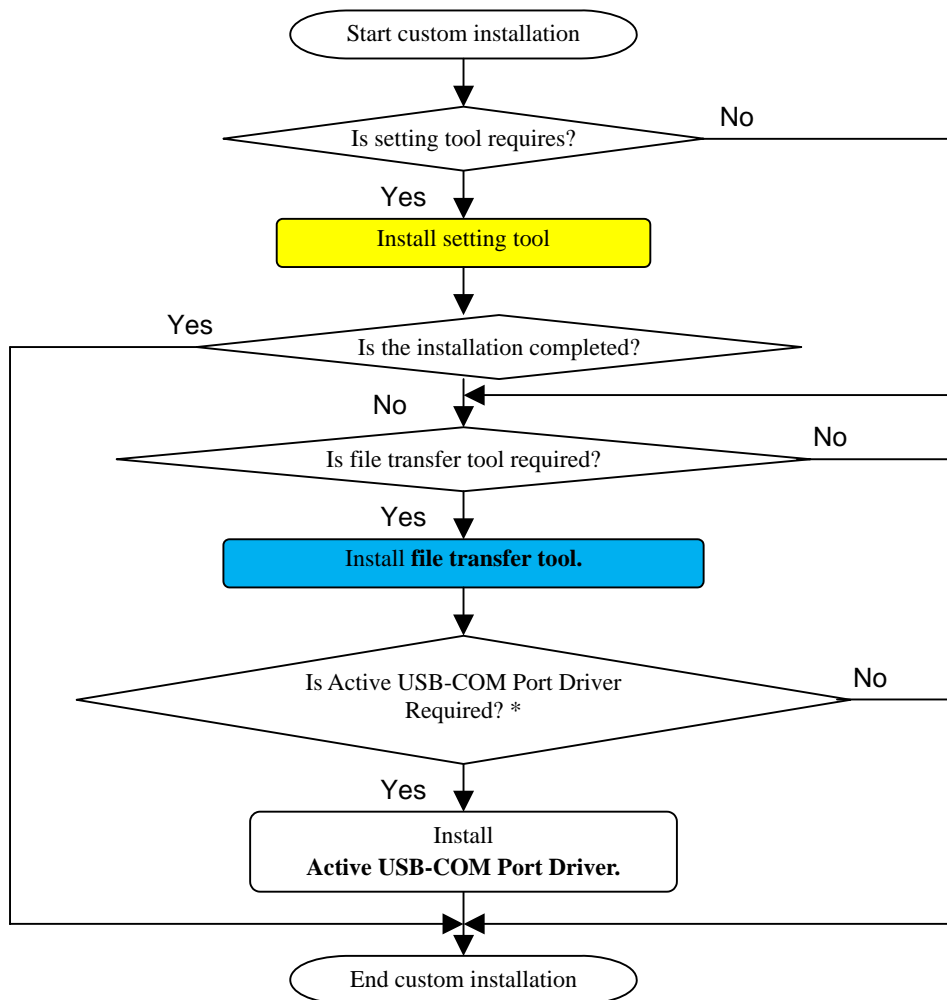 Start custom installation
No
Is setting tool requires?
Yes
Install setting tool
Yes
Is the installation completed?
No
No
Is file transfer tool required?
Yes
Install file transfer tool.
Is Active USB-COM Port Driver
Required? *
No
Yes
Install
Active USB-COM Port Driver.
End custom installation